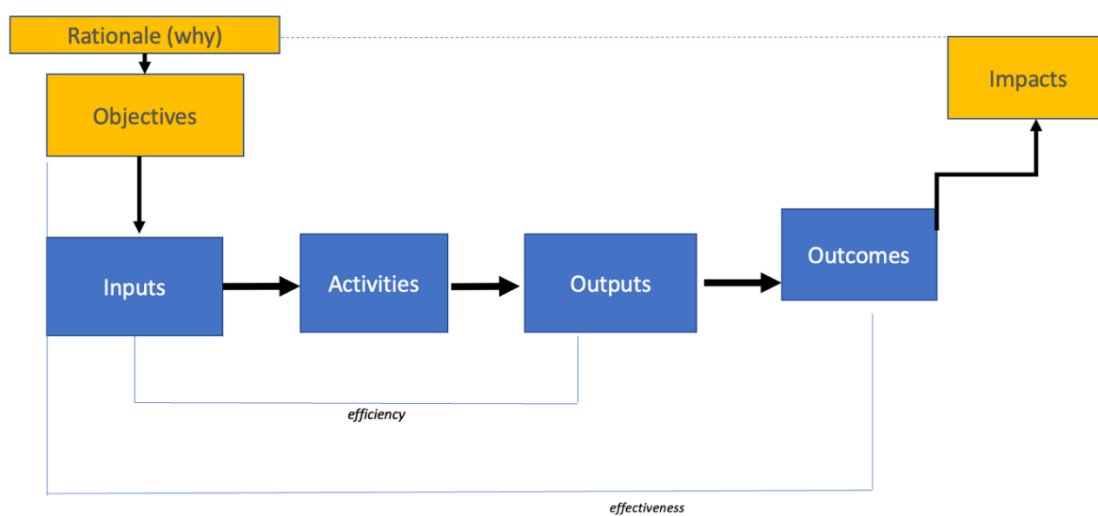 Rationale (why)
Objectives
Impacts
Inputs
Activities
Outputs
Outcomes
efficiency
effectiveness